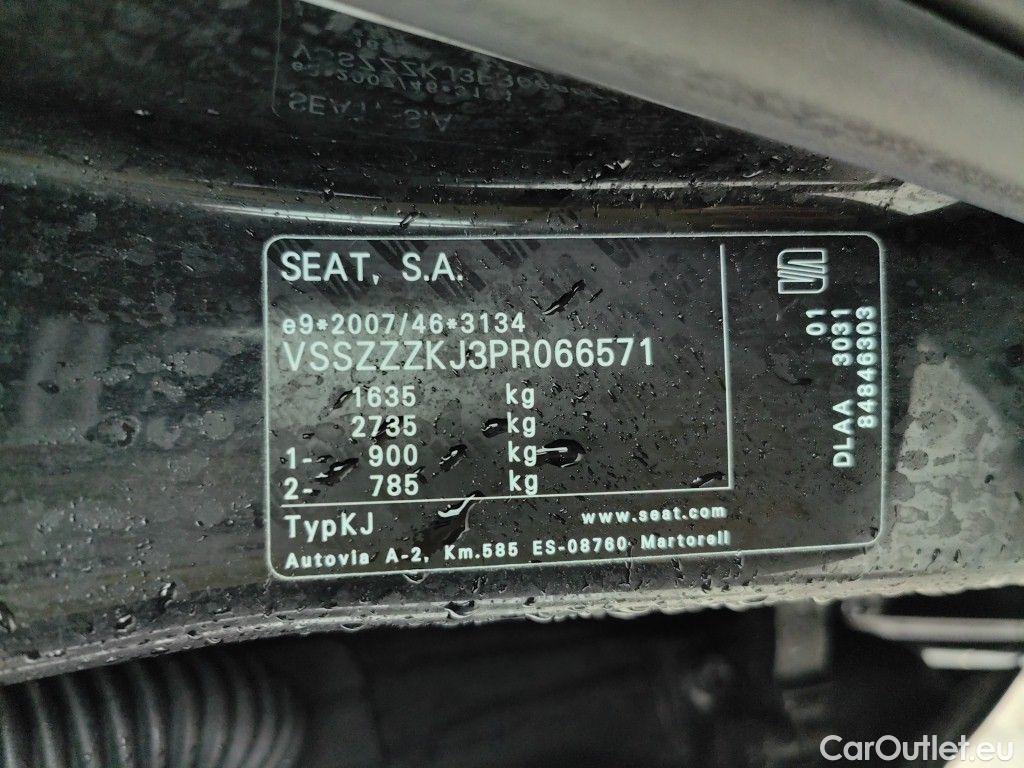 SEAT, S.A.
e9*2007/46*3134
VSSZZZKJ3PR066571
1635 kg
2735 kg
1- 900 kg
2- 785 kg
TypKJ www.seat.com
Autovia A-2, Km.585 ES-08760 Martorell
01
DLAA 3031
84846303
CarOutlet.eu